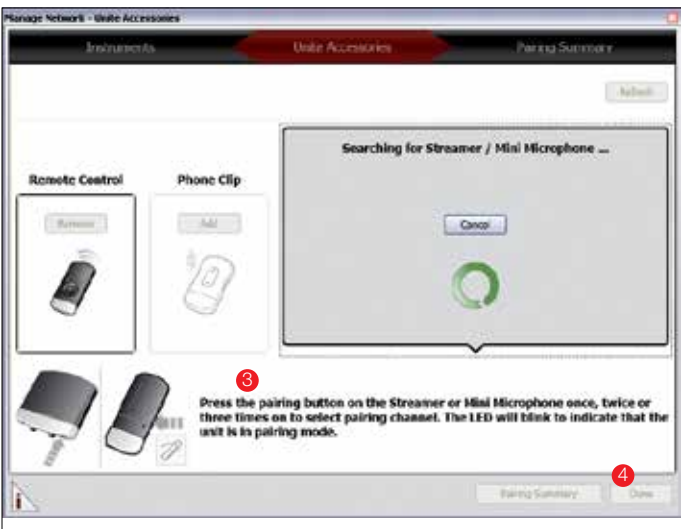 Manage Network - Unite Accessories
Instruments
Unite Accessories
Pairing Summary
Refresh
Searching for Streamer / Mini Microphone ...
Cancel
Remote Control
Phone Clip
Remove
Add
3
Press the pairing button on the Streamer or Mini Microphone once, twice or
three times on to select pairing channel. The LED will blink to indicate that the
unit is in pairing mode.
4
Pairing Summary
Done